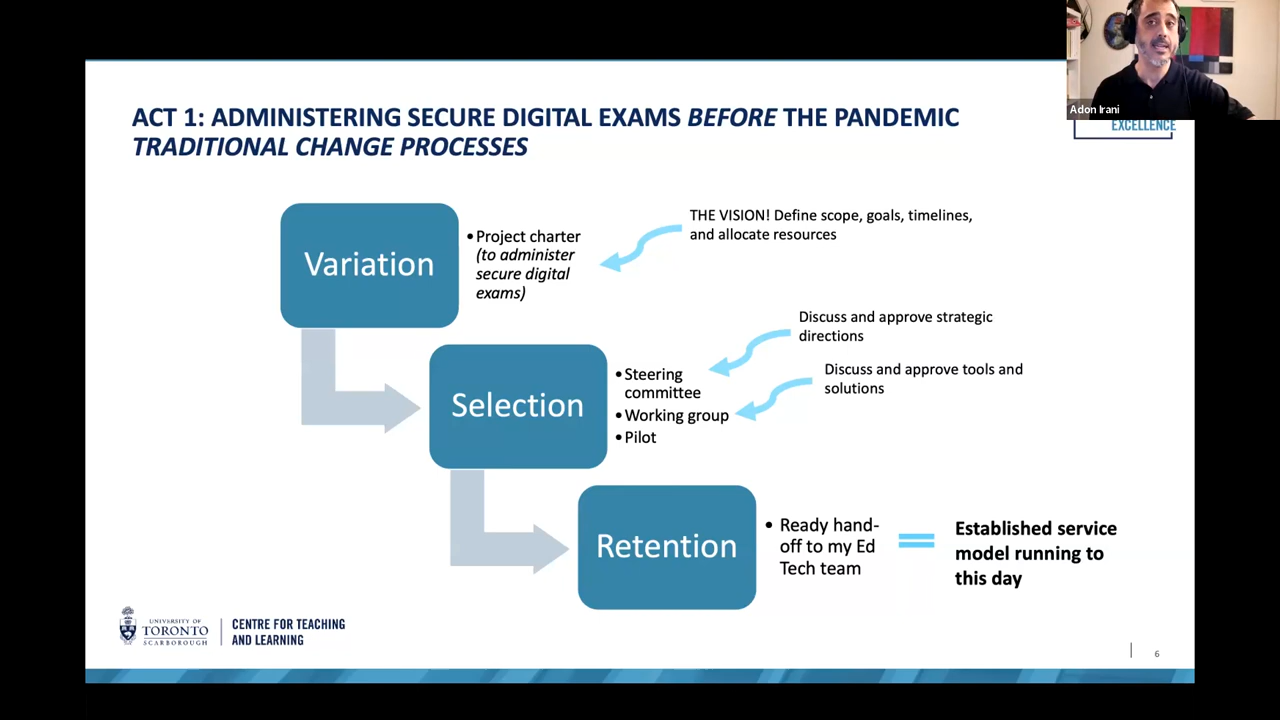 Adon Irani
EXCELLENCE
ACT 1: ADMINISTERING SECURE DIGITAL EXAMS BEFORE THE PANDEMIC
TRADITIONAL CHANGE PROCESSES
Variation
•Project charter
(to administer
secure digital
exams)
THE VISION! Define scope, goals, timelines,
and allocate resources
Selection
•Steering
committee
•Working group
•Pilot
Discuss and approve strategic
directions
Discuss and approve tools and
solutions
Retention
• Ready hand-
off to my Ed
Tech team
Established service
model running to
this day
UNIVERSITY OF
TORONTO
SCARBOROUGH
CENTRE FOR TEACHING
AND LEARNING
6